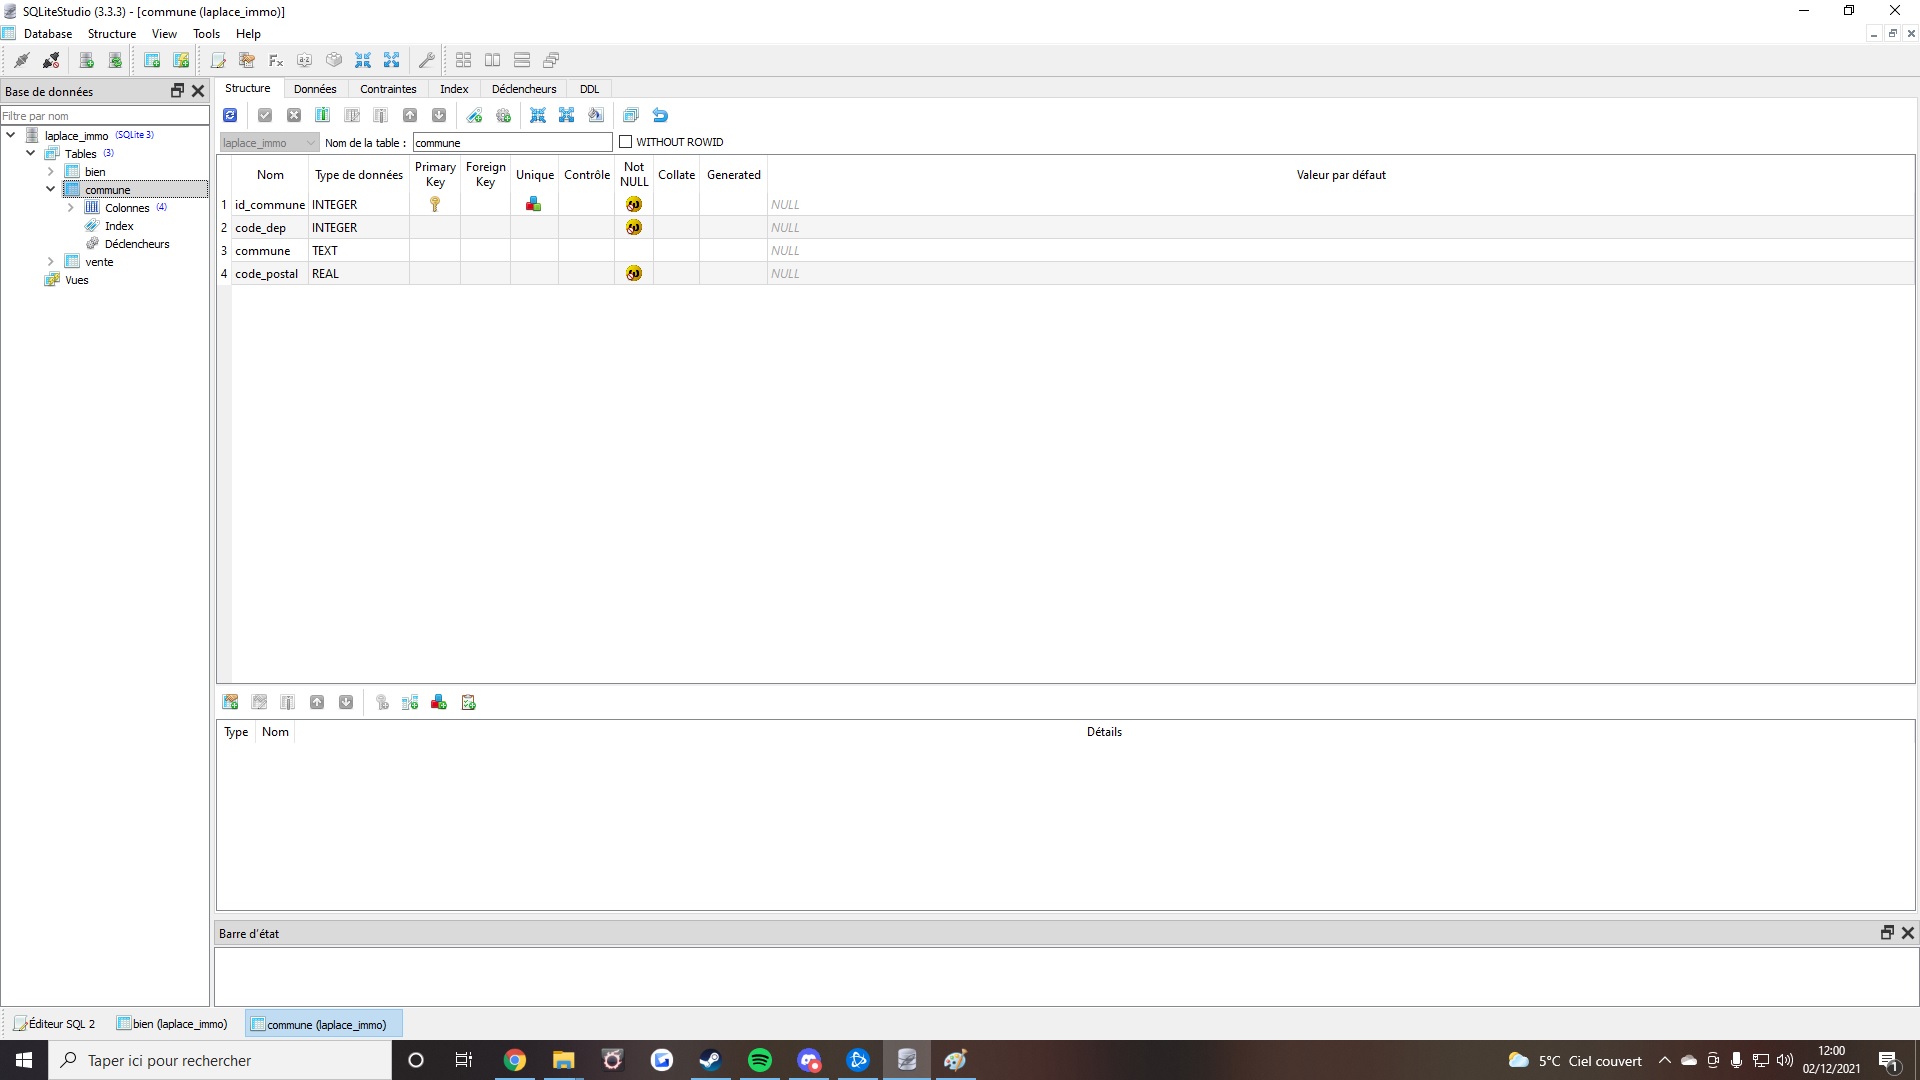 SQLiteStudio (3.3.3) - [commune (laplace_immo)]
Database Structure View Tools Help
Base de données
Structure Données Contraintes Index Déclencheurs DDL
Filtre par nom
laplace_immo (SQLite 3)
Tables (3)
bien
commune
Colonnes (4)
Index
Déclencheurs
vente
Vues
laplace_immo Nom de la table : commune WITHOUT ROWID
Nom Type de données Primary Key Foreign Key Unique Contrôle Not NULL Collate Generated Valeur par défaut
1 id_commune INTEGER NULL
2 code_dep INTEGER NULL
3 commune TEXT NULL
4 code_postal REAL NULL
Type Nom Détails
Barre d'état
Éditeur SQL 2 bien (laplace_immo) commune (laplace_immo)
Taper ici pour rechercher
5°C Ciel couvert
12:00
02/12/2021
1